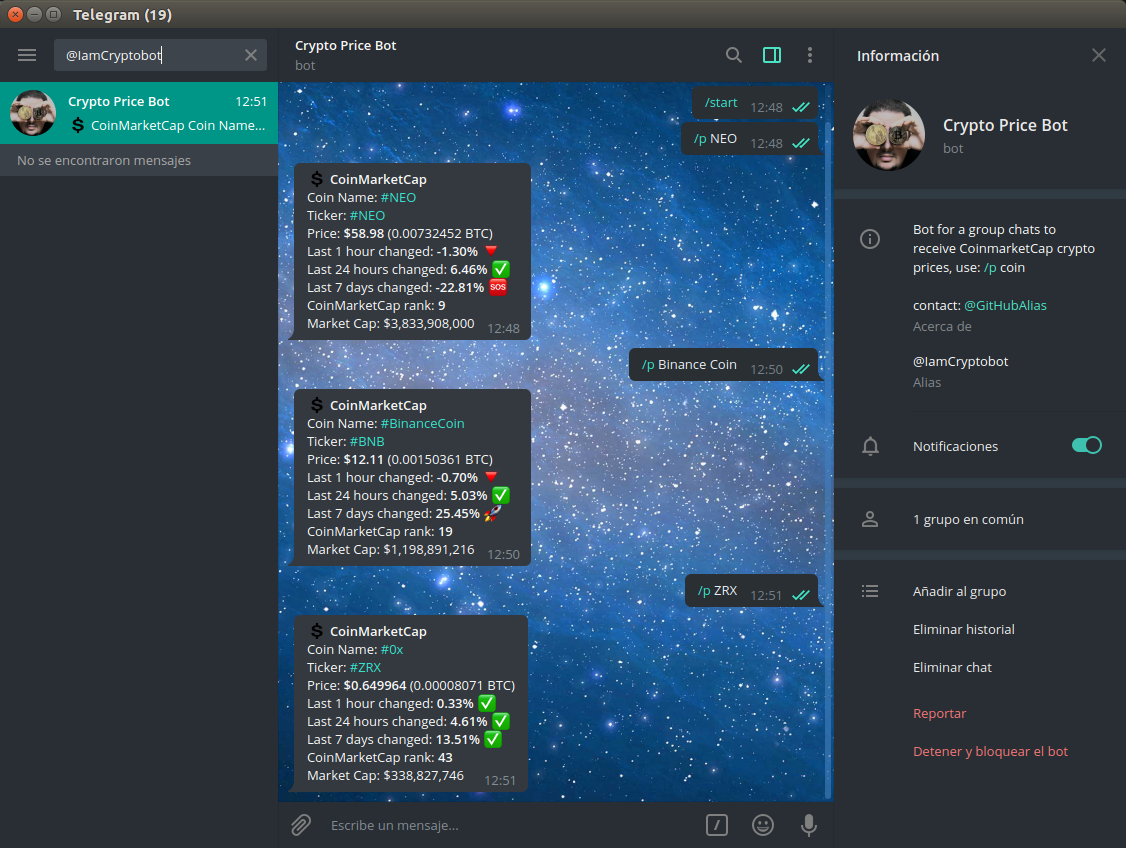 Telegram (19)
@IamCryptobot
Crypto Price Bot 12:51
CoinMarketCap Coin Name...
No se encontraron mensajes
Crypto Price Bot
bot
/start 12:48
/p NEO 12:48
CoinMarketCap
Coin Name: #NEO
Ticker: #NEO
Price: $58.98 (0.00732452 BTC)
Last 1 hour changed: -1.30% 🔻
Last 24 hours changed: 6.46% ✅
Last 7 days changed: -22.81% 🆘
CoinMarketCap rank: 9
Market Cap: $3,833,908,000 12:48
/p Binance Coin 12:50
CoinMarketCap
Coin Name: #BinanceCoin
Ticker: #BNB
Price: $12.11 (0.00150361 BTC)
Last 1 hour changed: -0.70% 🔻
Last 24 hours changed: 5.03% ✅
Last 7 days changed: 25.45% 🚀
CoinMarketCap rank: 19
Market Cap: $1,198,891,216 12:50
/p ZRX 12:51
CoinMarketCap
Coin Name: #0x
Ticker: #ZRX
Price: $0.649964 (0.00008071 BTC)
Last 1 hour changed: 0.33% ✅
Last 24 hours changed: 4.61% ✅
Last 7 days changed: 13.51% ✅
CoinMarketCap rank: 43
Market Cap: $338,827,746 12:51
Escribe un mensaje...
Información
Crypto Price Bot
bot
Bot for a group chats to
receive CoinmarketCap crypto
prices, use: /p coin
contact: @GitHubAlias
Acerca de
@IamCryptobot
Alias
Notificaciones
1 grupo en común
Añadir al grupo
Eliminar historial
Eliminar chat
Reportar
Detener y bloquear el bot